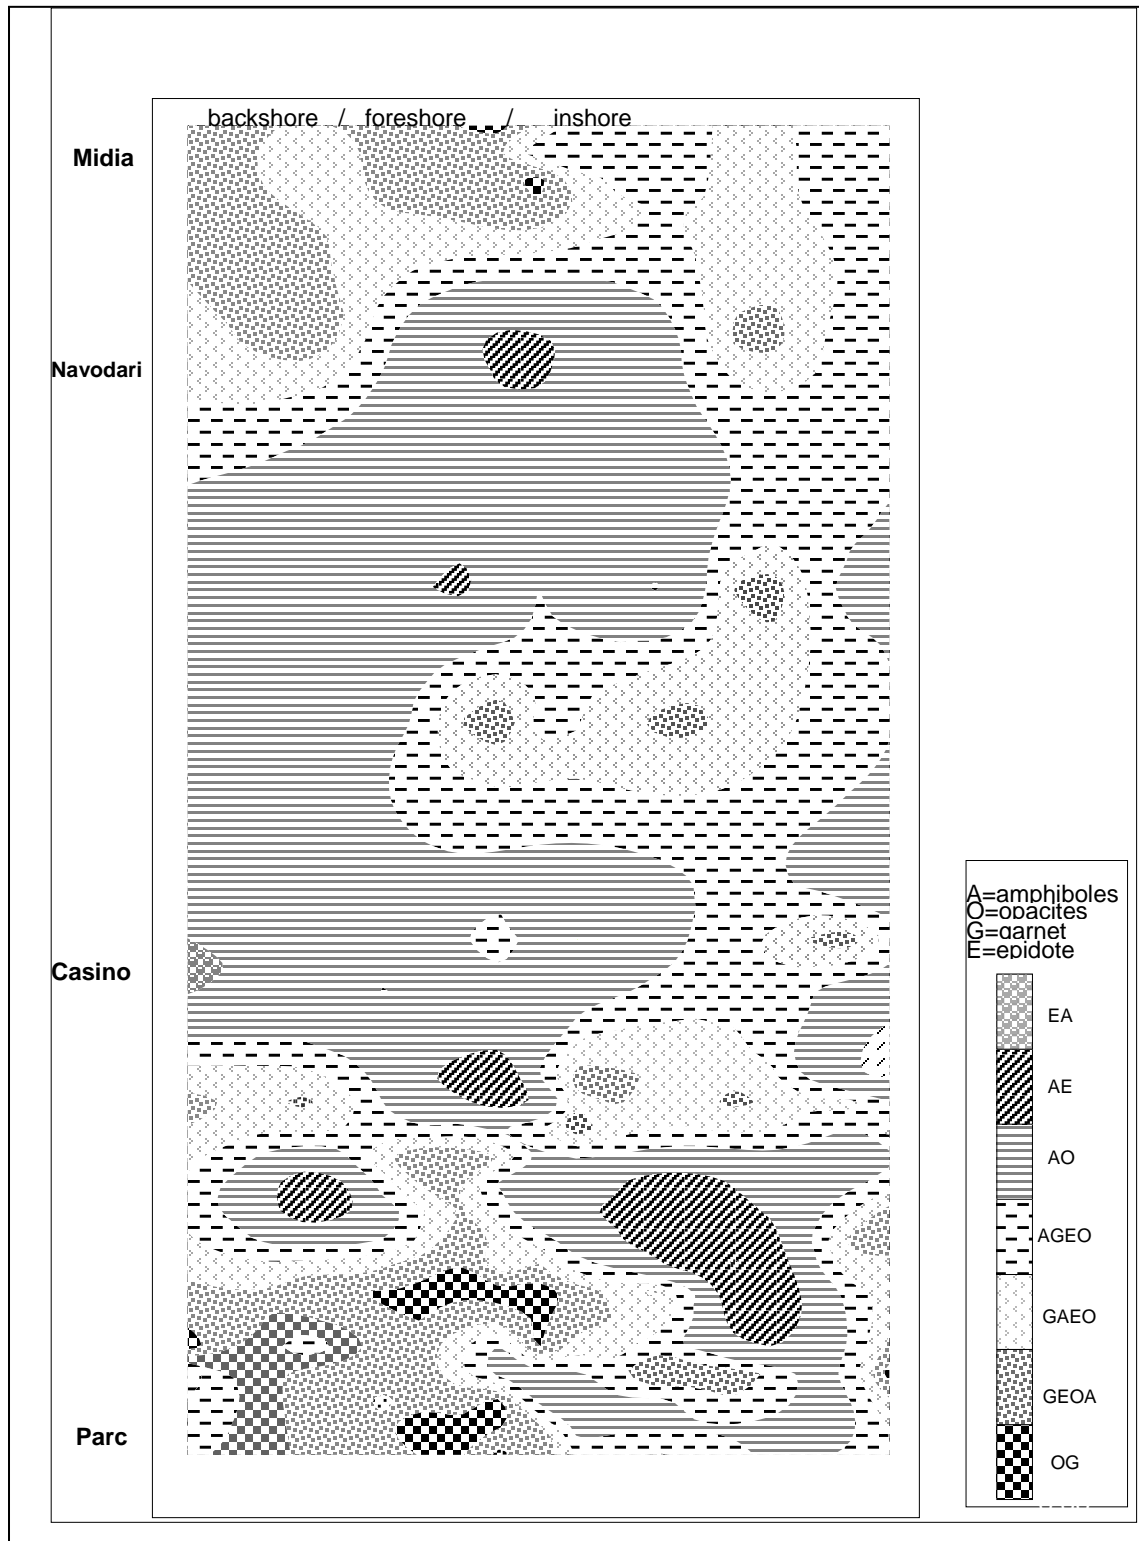 backshore / foreshore / inshore
Midia
Navodari
Casino
Parc
A=amphiboles
O=opacites
G=garnet
E=epidote
EA
AE
AO
AGEO
GAEO
GEOA
OG